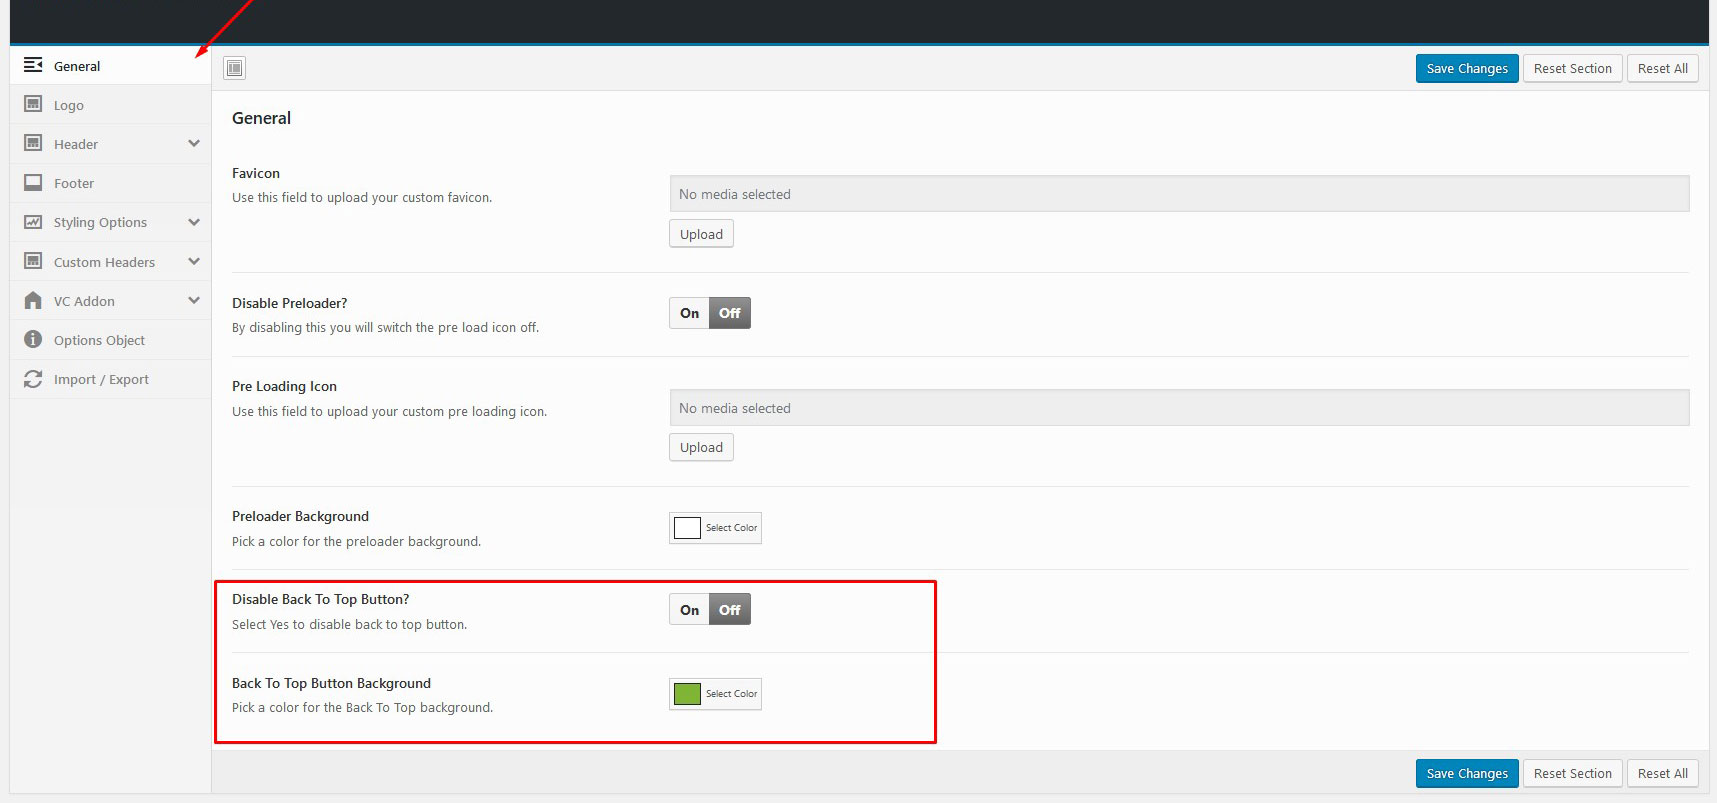 General
Logo
Header
Footer
Styling Options
Custom Headers
VC Addon
Options Object
Import / Export
Save Changes Reset Section Reset All
General
Favicon
Use this field to upload your custom favicon.
No media selected
Upload
Disable Preloader?
By disabling this you will switch the pre load icon off.
On Off
Pre Loading Icon
Use this field to upload your custom pre loading icon.
No media selected
Upload
Preloader Background
Pick a color for the preloader background.
Select Color
Disable Back To Top Button?
Select Yes to disable back to top button.
On Off
Back To Top Button Background
Pick a color for the Back To Top background.
Select Color
Save Changes Reset Section Reset All